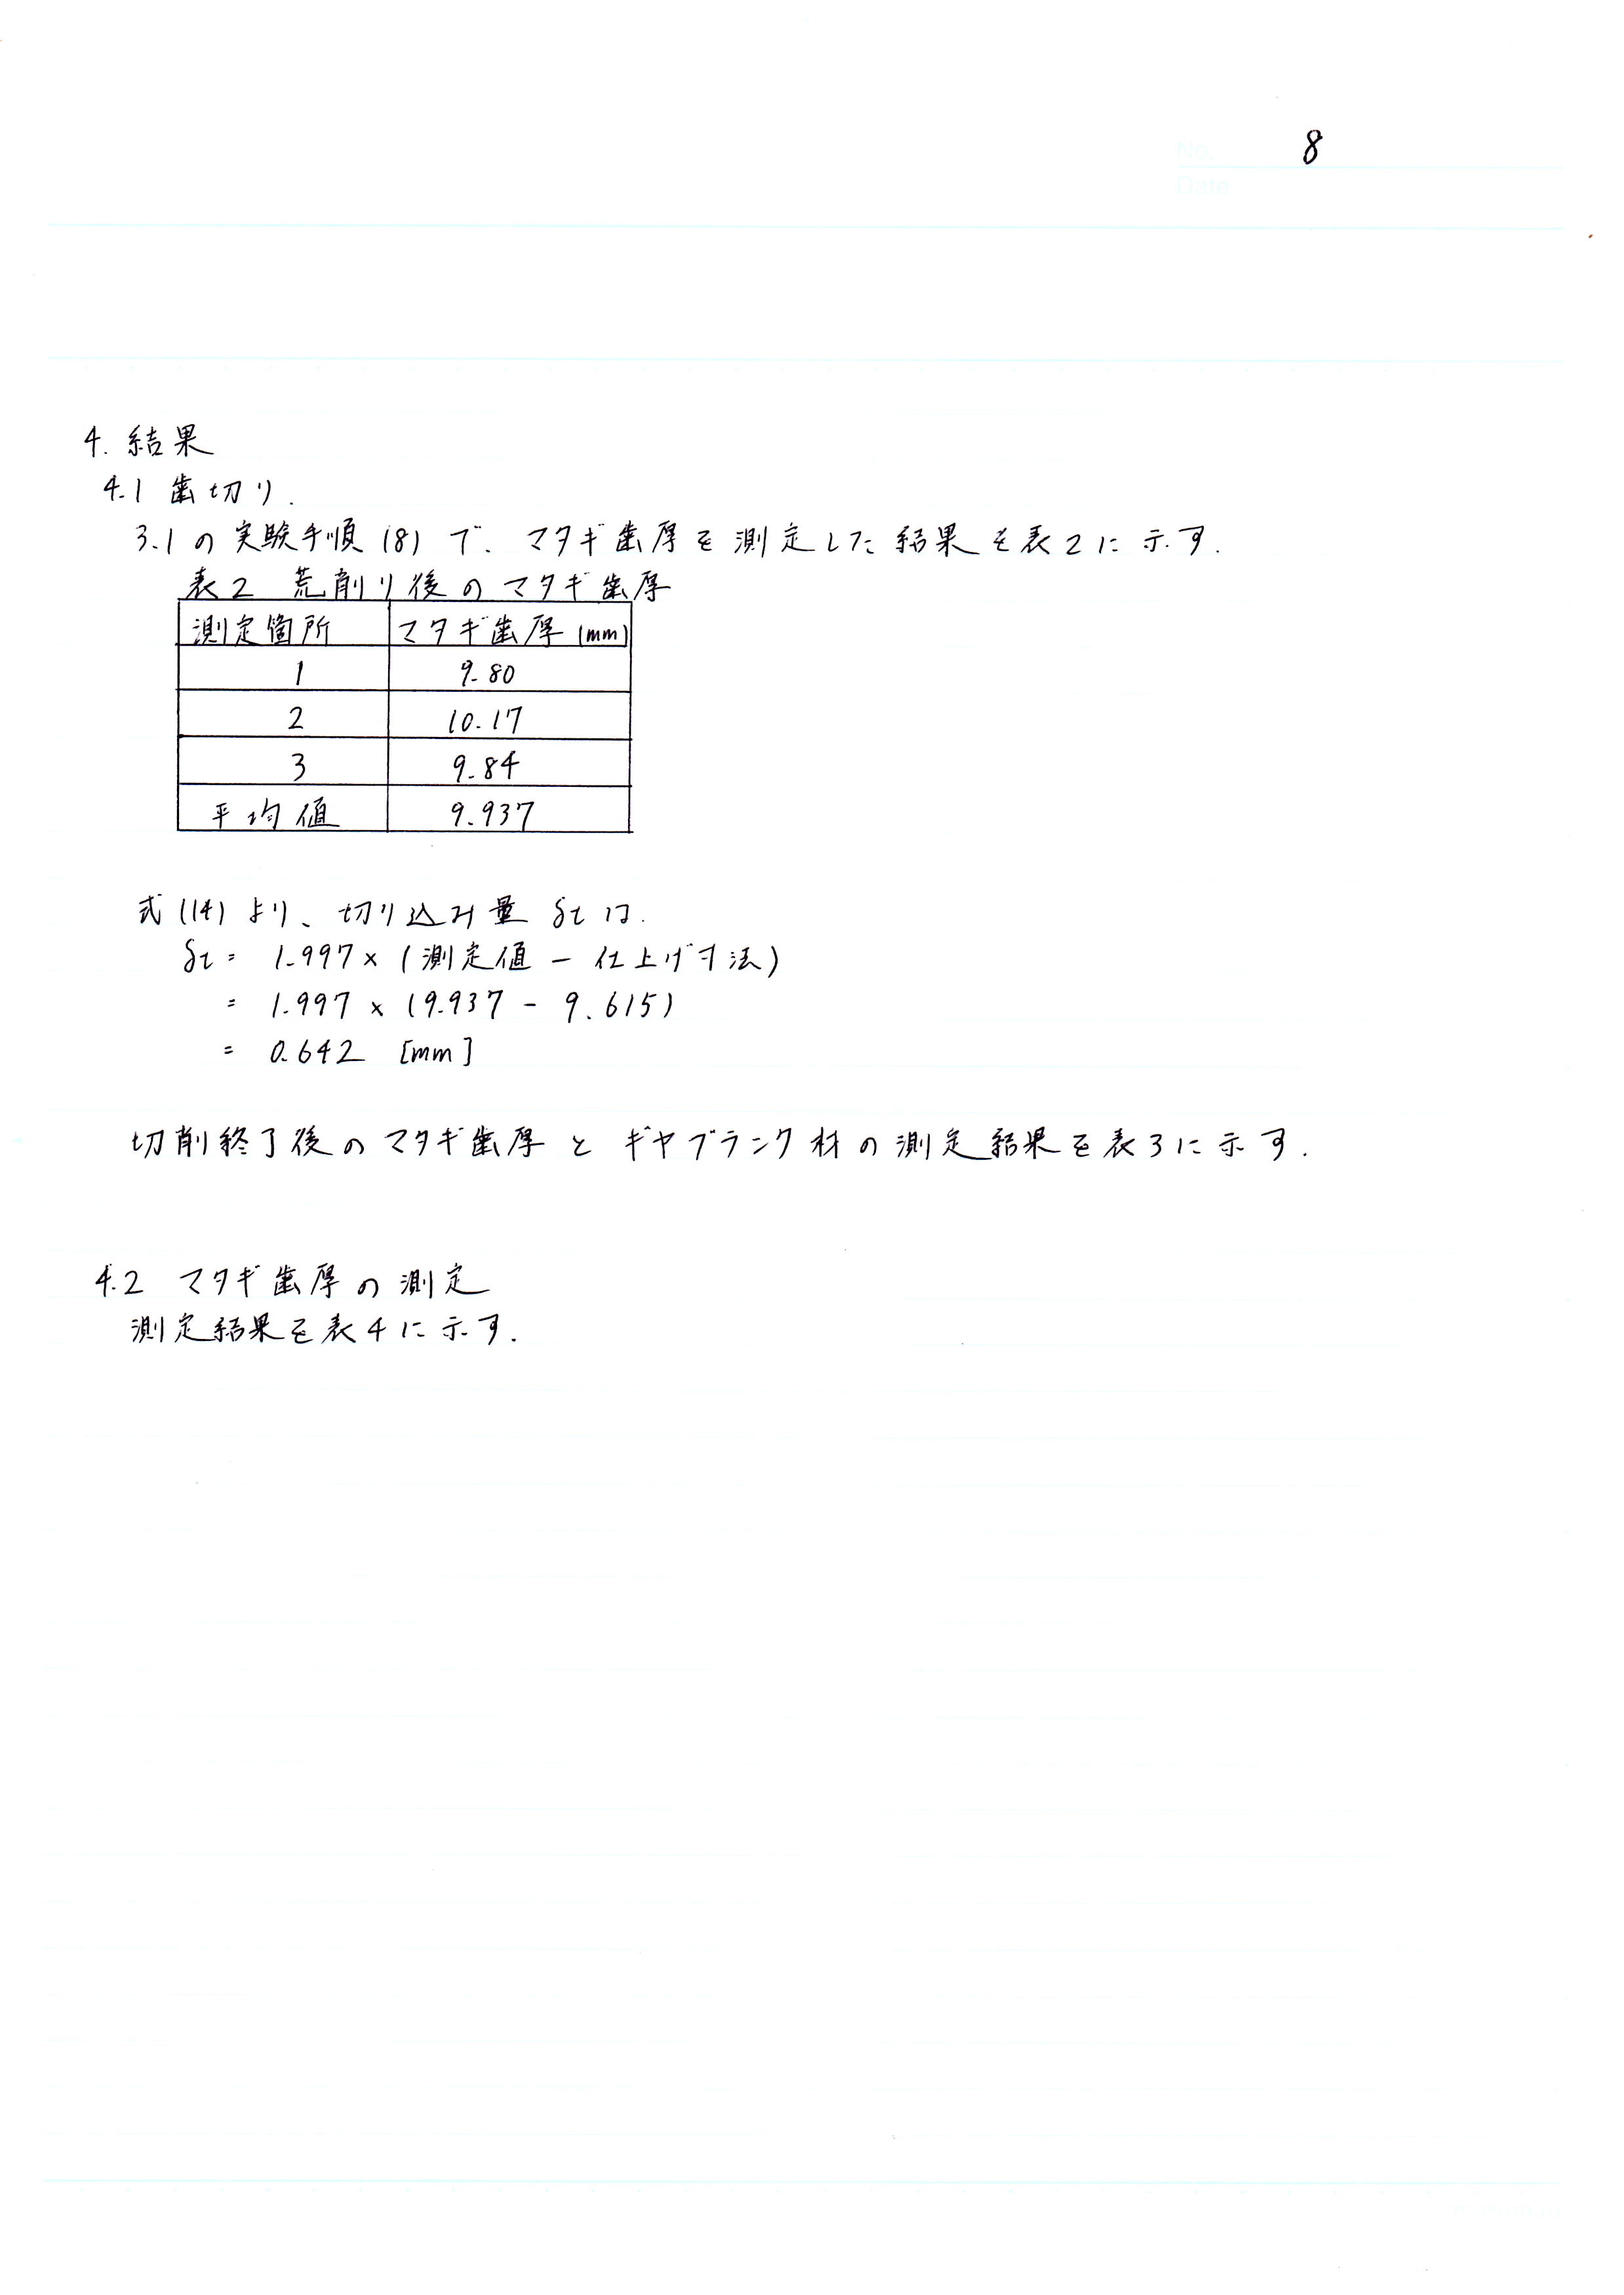 No. 8
Date
4. 結果
4.1 歯切り.
3.1の実験手順(8)で、マタギ歯厚を測定した結果を表2に示す.
表2 荒削り後のマタギ歯厚
測定箇所 マタギ歯厚(mm)
1 9.80
2 10.17
3 9.84
平均値 9.937
式(14)より、切り込み量 δt は.
δt = 1.997×(測定値 − 仕上げ寸法)
= 1.997 × (9.937 − 9.615)
= 0.642 [mm]
切削終了後のマタギ歯厚とギヤブランク材の測定結果を表3に示す.
4.2 マタギ歯厚の測定
測定結果を表4に示す.